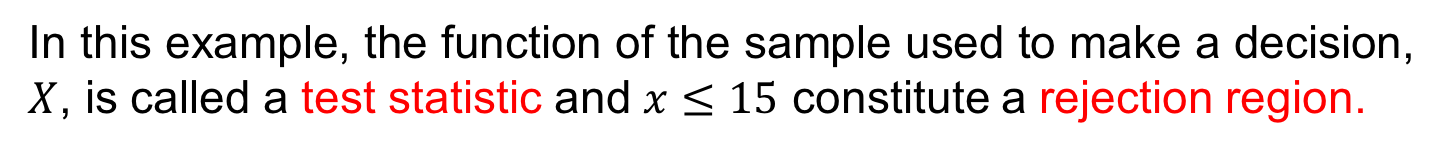 In this example, the function of the sample used to make a decision,
X, is called a test statistic and x ≤ 15 constitute a rejection region.